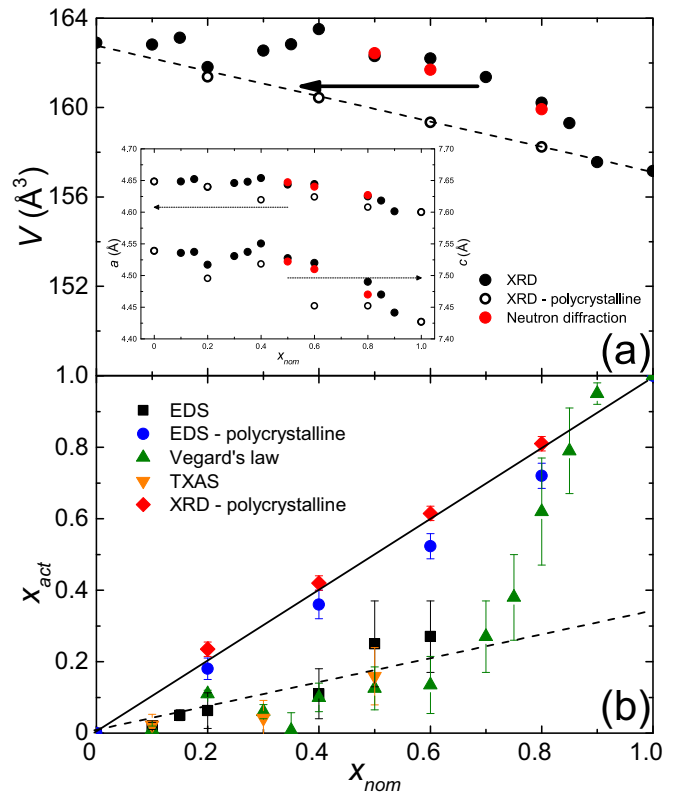 164
160
156
152
V (Å³)
4.70
4.65
4.60
4.55
4.50
4.45
4.40
a (Å)
7.70
7.65
7.60
7.55
7.50
7.45
7.40
c (Å)
0.0 0.2 0.4 0.6 0.8 1.0
x_nom
XRD
XRD - polycrystalline
Neutron diffraction
(a)
1.0
0.8
0.6
0.4
0.2
0.0
x_act
EDS
EDS - polycrystalline
Vegard's law
TXAS
XRD - polycrystalline
(b)
0.2 0.4 0.6 0.8 1.0
x_nom